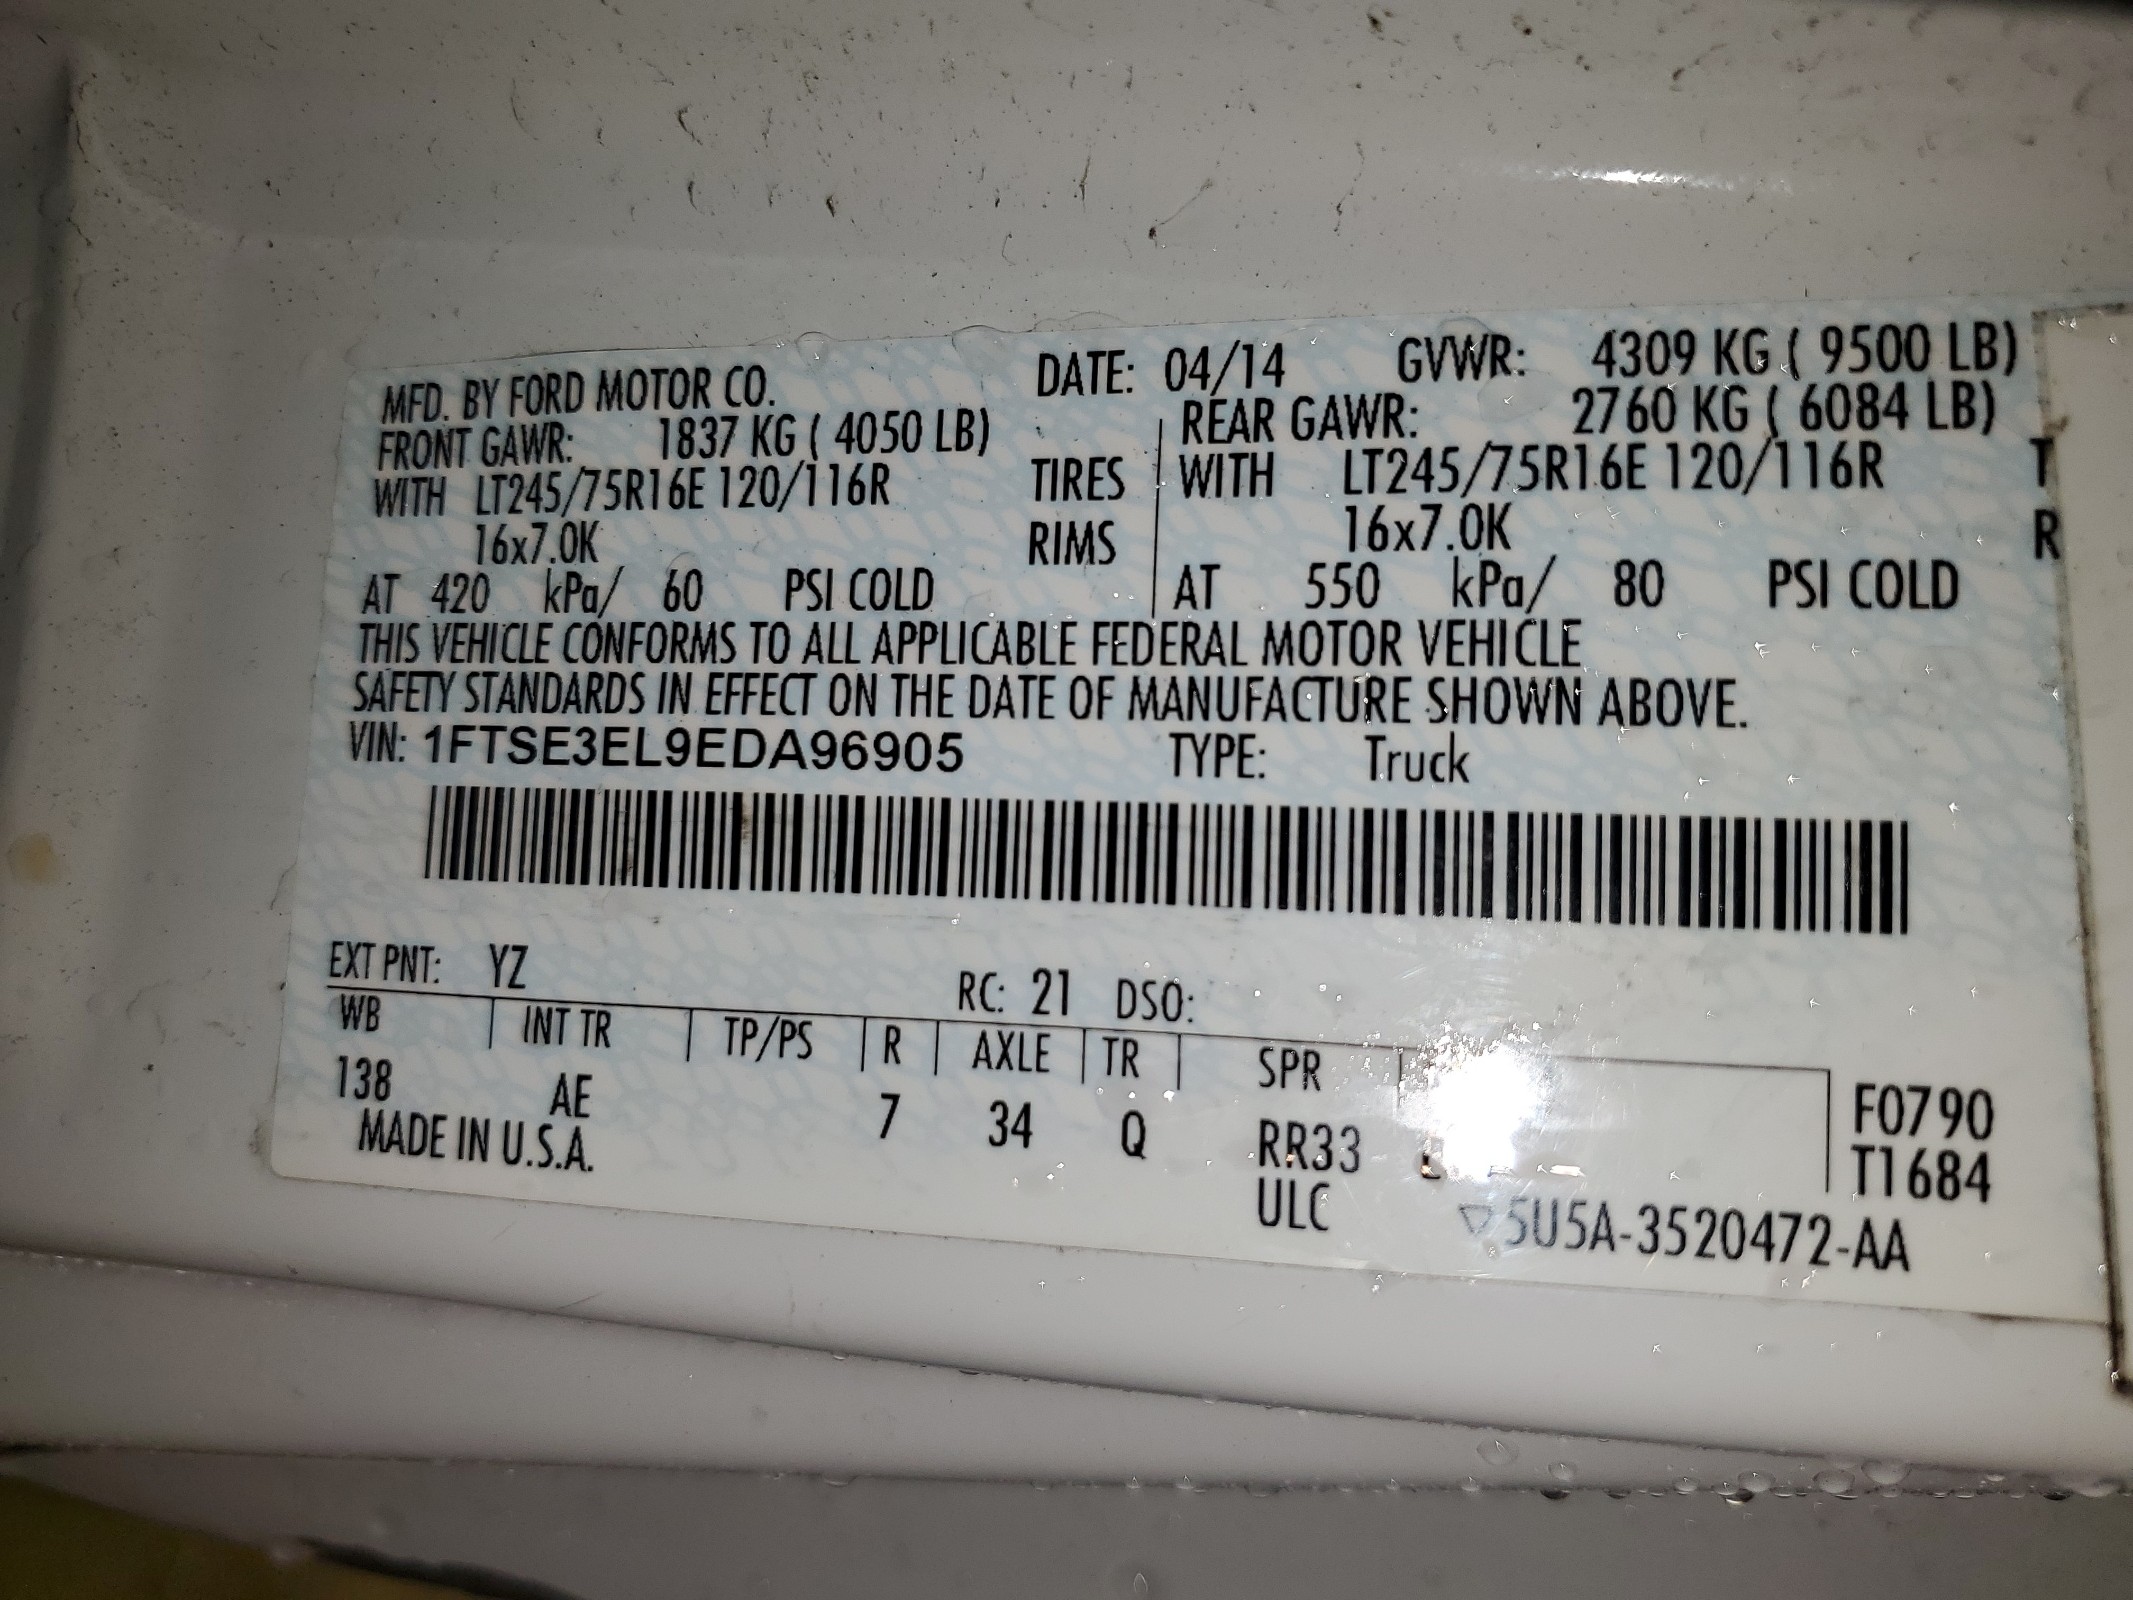 MFD. BY FORD MOTOR CO. DATE: 04/14 GVWR: 4309 KG ( 9500 LB)
FRONT GAWR: 1837 KG ( 4050 LB) REAR GAWR: 2760 KG ( 6084 LB)
WITH LT245/75R16E 120/116R TIRES WITH LT245/75R16E 120/116R T
16x7.0K RIMS 16x7.0K R
AT 420 kPa/ 60 PSI COLD AT 550 kPa/ 80 PSI COLD
THIS VEHICLE CONFORMS TO ALL APPLICABLE FEDERAL MOTOR VEHICLE
SAFETY STANDARDS IN EFFECT ON THE DATE OF MANUFACTURE SHOWN ABOVE.
VIN: 1FTSE3EL9EDA96905 TYPE: Truck
EXT PNT: YZ RC: 21 DSO:
WB INT TR TP/PS R AXLE TR SPR
138 AE 7 34 Q RR33 F0790
MADE IN U.S.A. ULC T1684
5U5A-3520472-AA